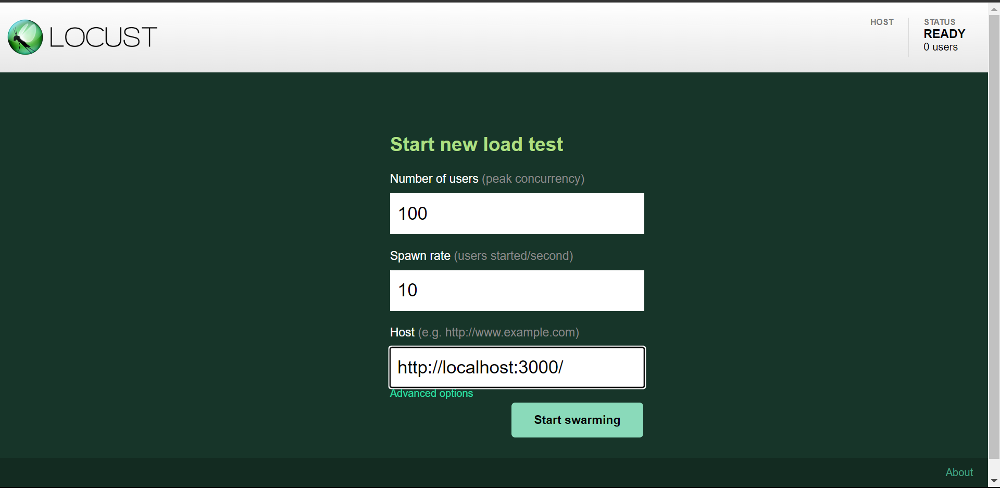 LOCUST
HOST
STATUS
READY
0 users
Start new load test
Number of users (peak concurrency)
100
Spawn rate (users started/second)
10
Host (e.g. http://www.example.com)
http://localhost:3000/
Advanced options
Start swarming
About